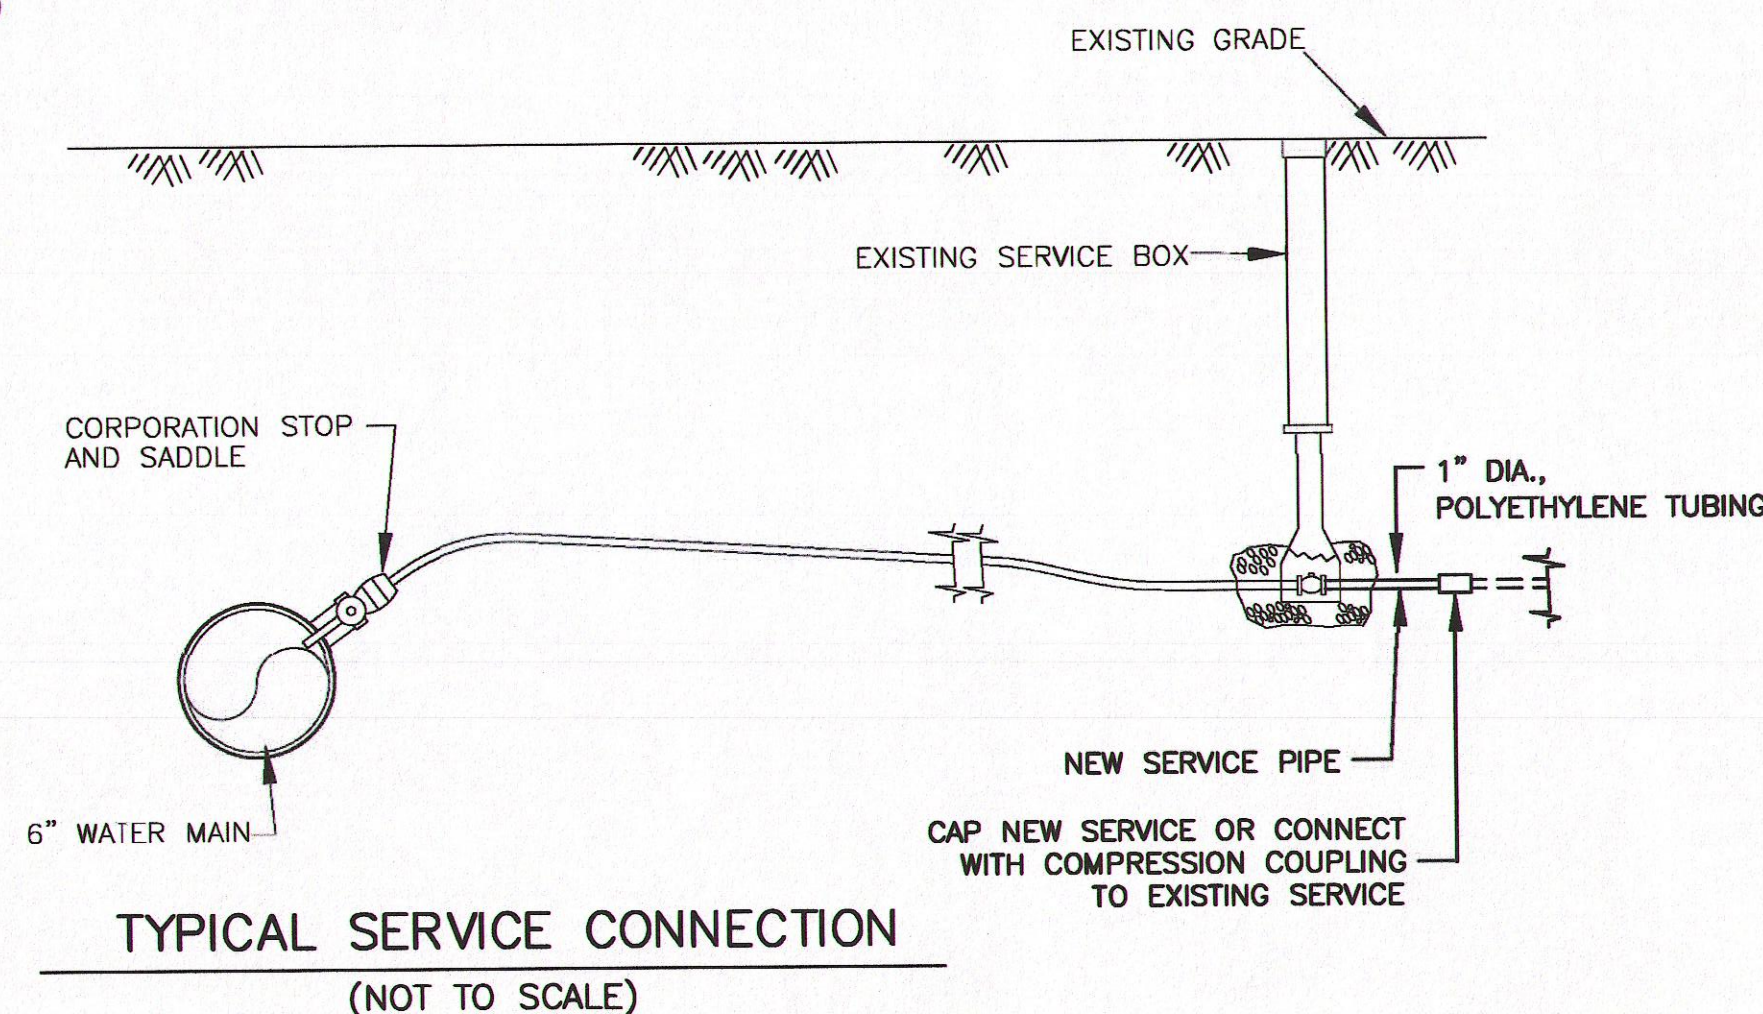 EXISTING GRADE
EXISTING SERVICE BOX
CORPORATION STOP
AND SADDLE
1" DIA.,
POLYETHYLENE TUBING
NEW SERVICE PIPE
6" WATER MAIN
CAP NEW SERVICE OR CONNECT
WITH COMPRESSION COUPLING
TO EXISTING SERVICE
TYPICAL SERVICE CONNECTION
(NOT TO SCALE)